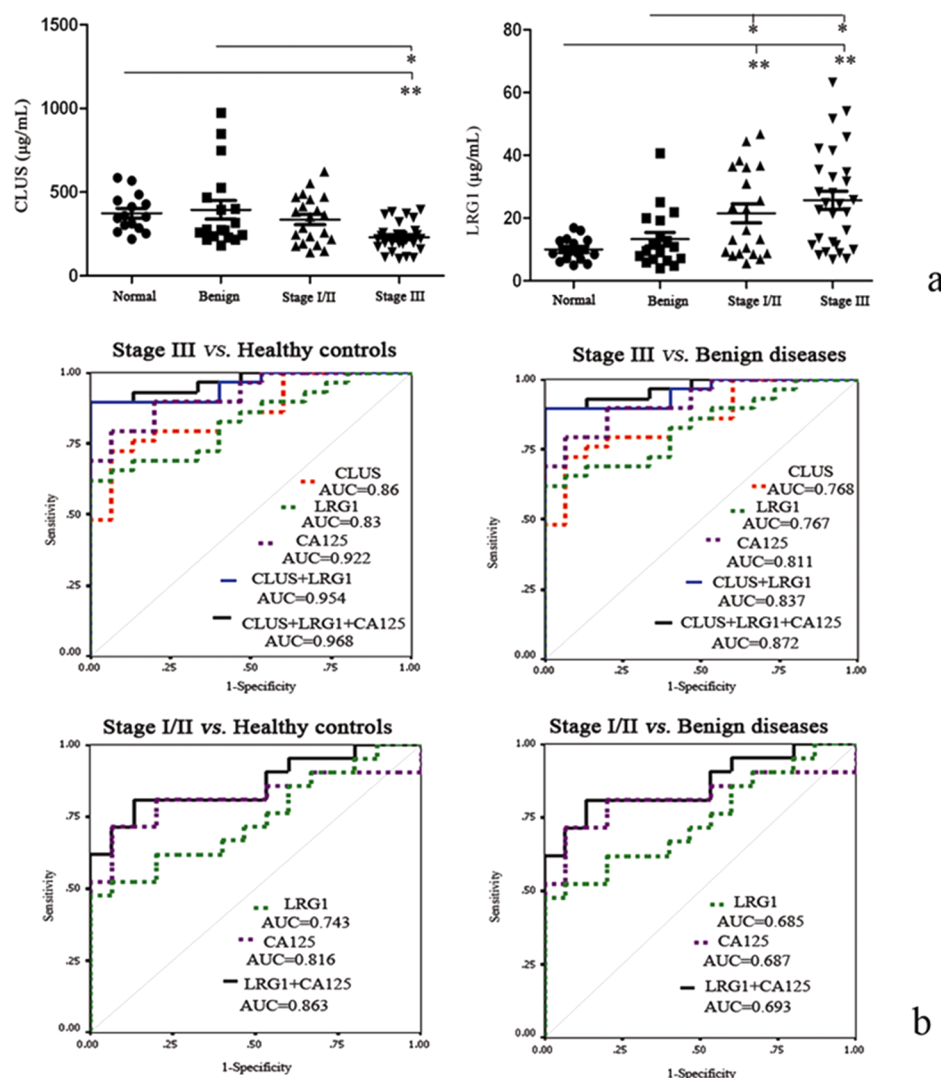 1500
1000
500
0
CLUS (μg/mL)
*
**
Normal Benign Stage I/II Stage III
80
60
40
20
0
LRG1 (μg/mL)
* *
** **
Normal Benign Stage I/II Stage III
a
Stage III vs. Healthy controls
1.00
.75
.50
.25
0.00
Sensitivity
CLUS
AUC=0.86
LRG1
AUC=0.83
CA125
AUC=0.922
CLUS+LRG1
AUC=0.954
CLUS+LRG1+CA125
AUC=0.968
0.00 .25 .50 .75 1.00
1-Specificity
Stage III vs. Benign diseases
1.00
.75
.50
.25
0.00
Sensitivity
CLUS
AUC=0.768
LRG1
AUC=0.767
CA125
AUC=0.811
CLUS+LRG1
AUC=0.837
CLUS+LRG1+CA125
AUC=0.872
0.00 .25 .50 .75 1.00
1-Specificity
Stage I/II vs. Healthy controls
1.00
.75
.50
.25
0.00
Sensitivity
LRG1
AUC=0.743
CA125
AUC=0.816
LRG1+CA125
AUC=0.863
0.00 .25 .50 .75 1.00
1-Specificity
Stage I/II vs. Benign diseases
1.00
.75
.50
.25
0.00
Sensitivity
LRG1
AUC=0.685
CA125
AUC=0.687
LRG1+CA125
AUC=0.693
0.00 .25 .50 .75 1.00
1-Specificity
b